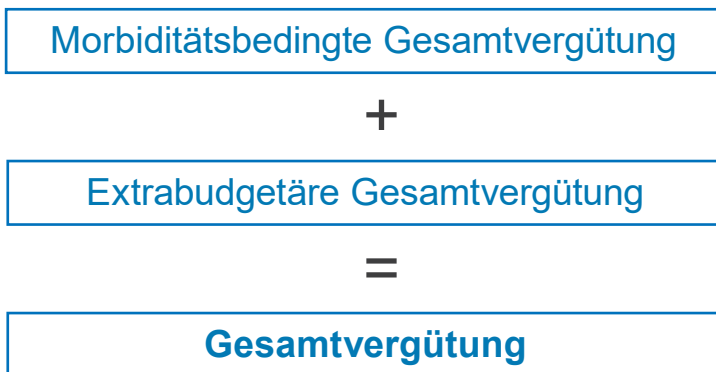 Morbiditätsbedingte Gesamtvergütung
+
Extrabudgetäre Gesamtvergütung
=
Gesamtvergütung